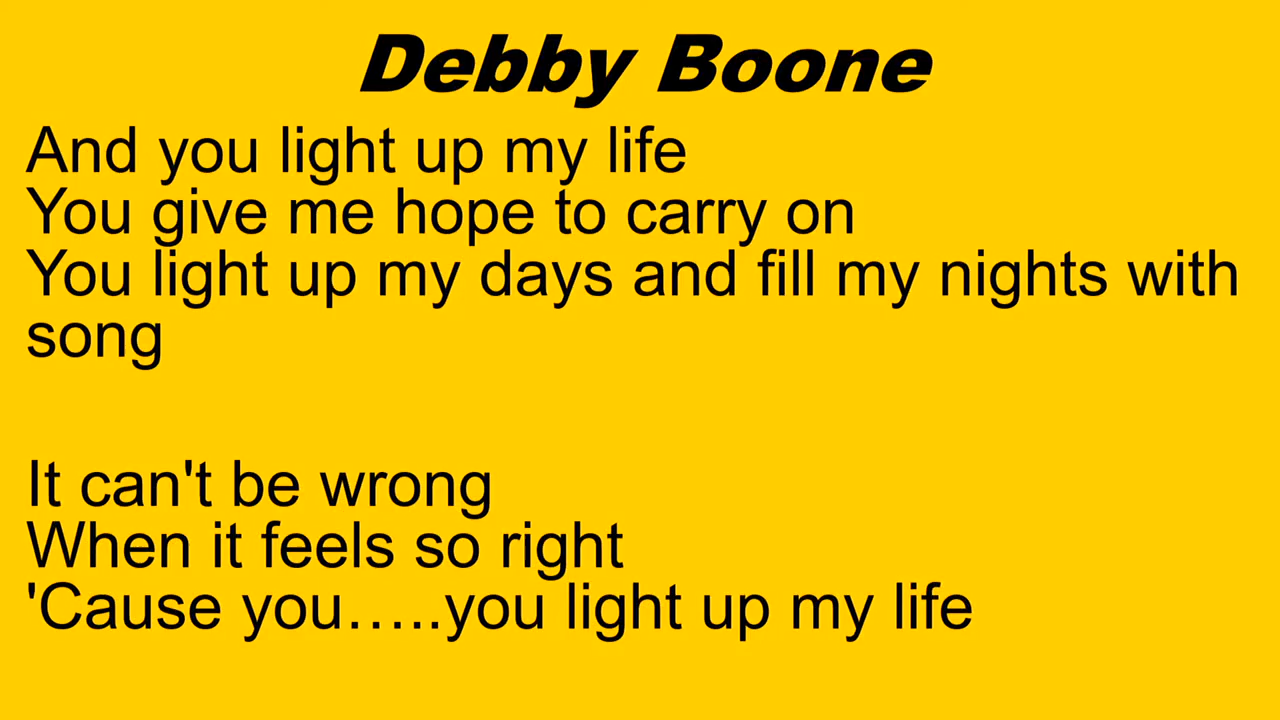 Debby Boone
And you light up my life
You give me hope to carry on
You light up my days and fill my nights with
song
It can't be wrong
When it feels so right
'Cause you…..you light up my life